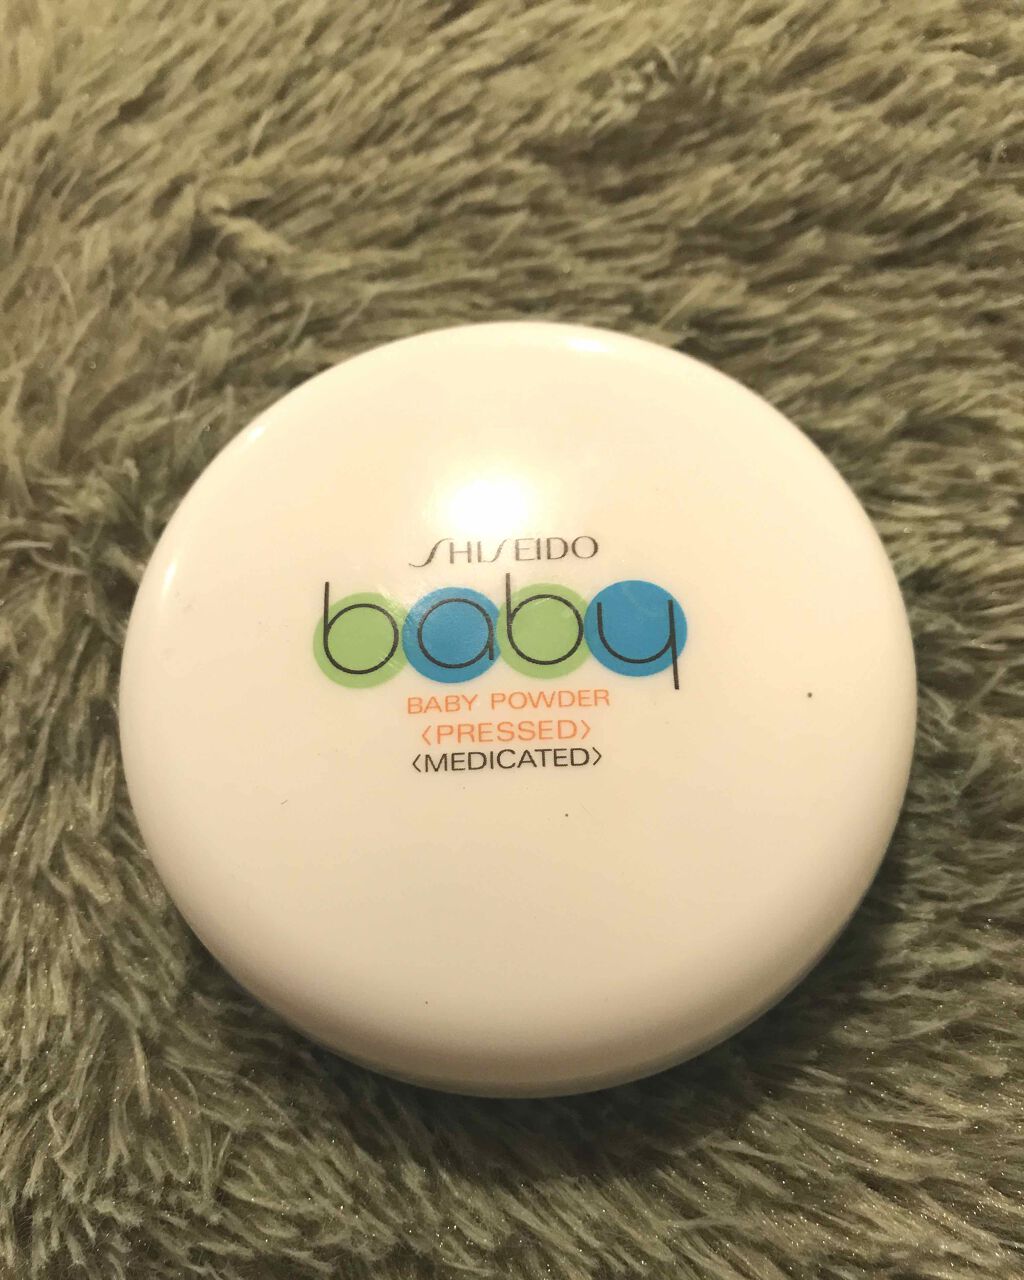 SHISEIDO
baby
BABY POWDER
〈PRESSED〉
〈MEDICATED〉